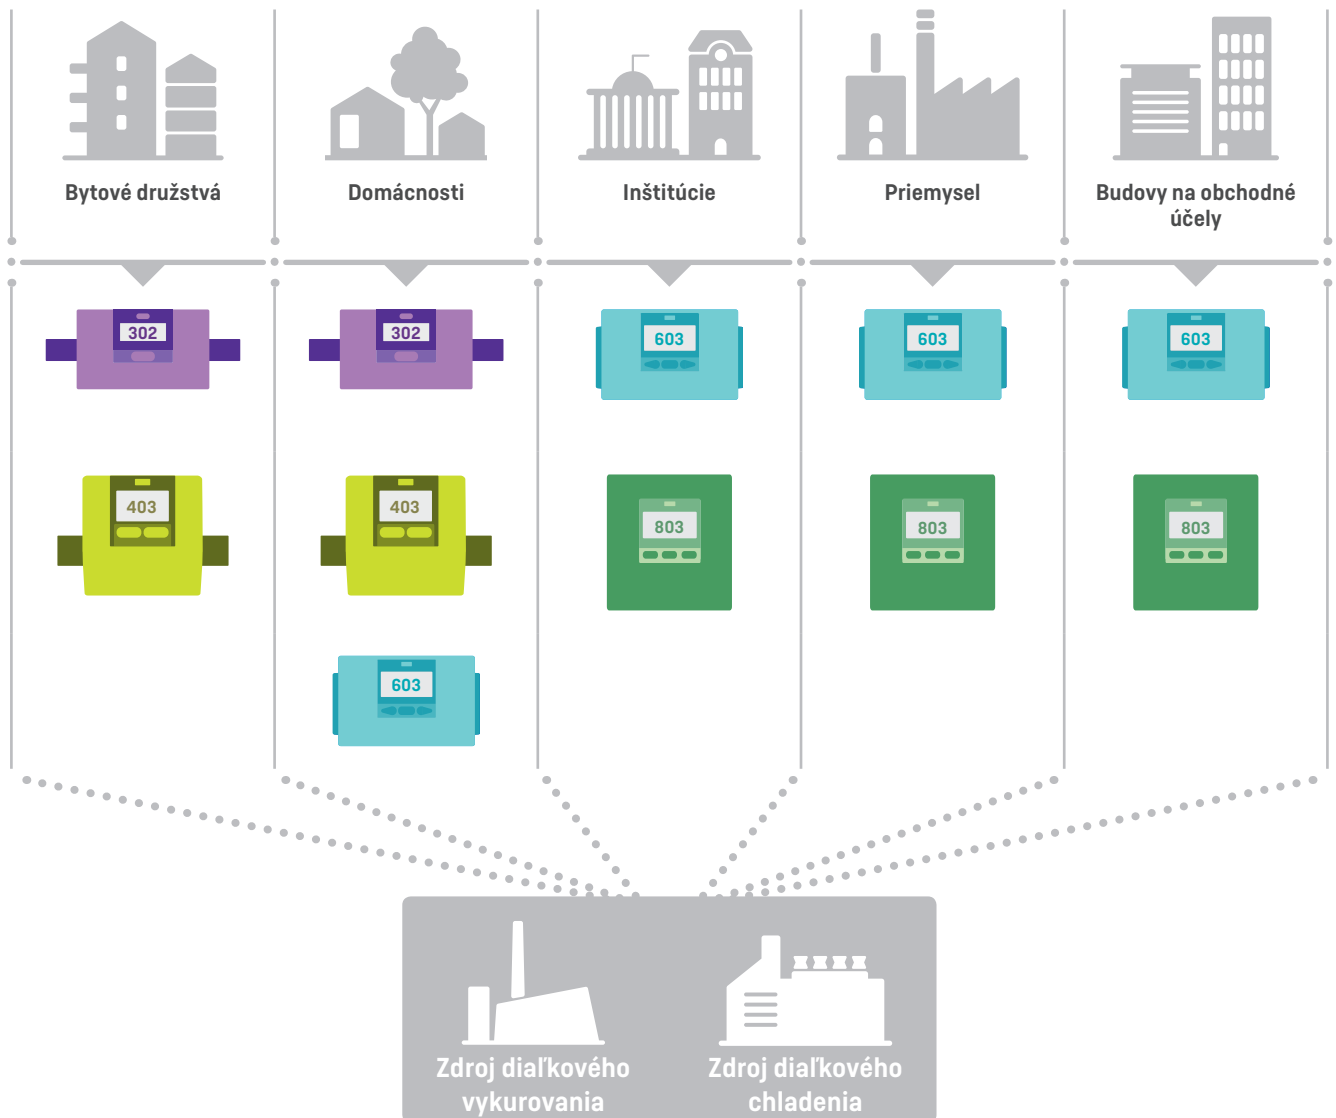 Bytové družstvá
Domácnosti
Inštitúcie
Priemysel
Budovy na obchodné
účely
302
302
603
603
603
403
403
803
803
803
603
Zdroj diaľkového
vykurovania
Zdroj diaľkového
chladenia